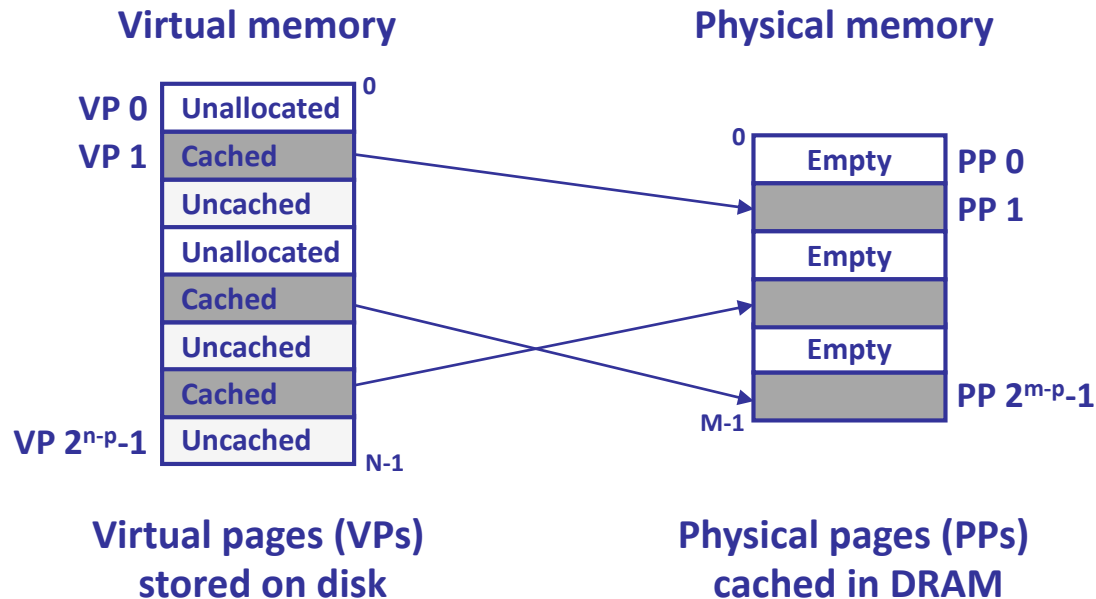 Virtual memory
Physical memory
0
VP 0
Unallocated
VP 1
Cached
Uncached
Unallocated
Cached
Uncached
Cached
VP 2ⁿ⁻ᵖ-1
Uncached
N-1
0
Empty
PP 0
PP 1
Empty
Empty
PP 2ᵐ⁻ᵖ-1
M-1
Virtual pages (VPs)
stored on disk
Physical pages (PPs)
cached in DRAM